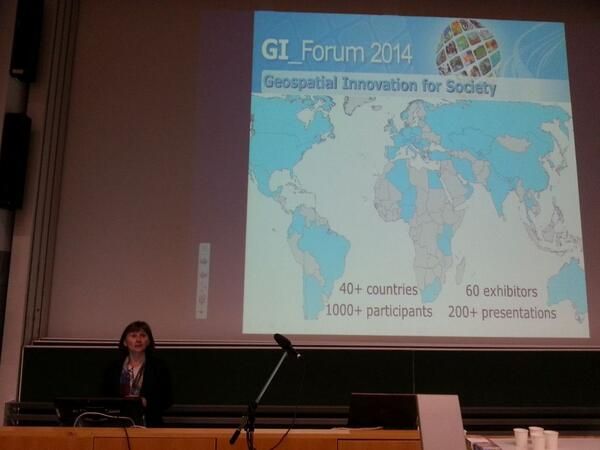 GI_Forum 2014
Geospatial Innovation for Society
40+ countries
60 exhibitors
1000+ participants
200+ presentations